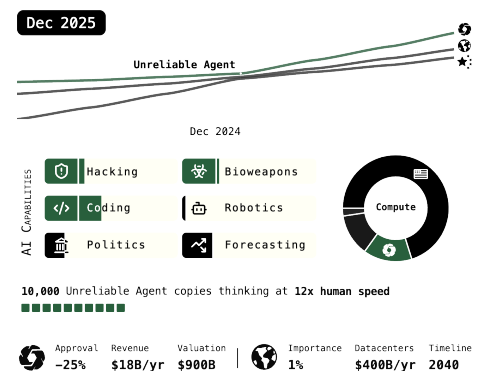 Dec 2025
Unreliable Agent
Dec 2024
AI Capabilities
Hacking
Bioweapons
Coding
Robotics
Politics
Forecasting
Compute
10,000 Unreliable Agent copies thinking at 12x human speed
Approval Revenue Valuation Importance Datacenters Timeline
-25% $18B/yr $900B 1% $400B/yr 2040